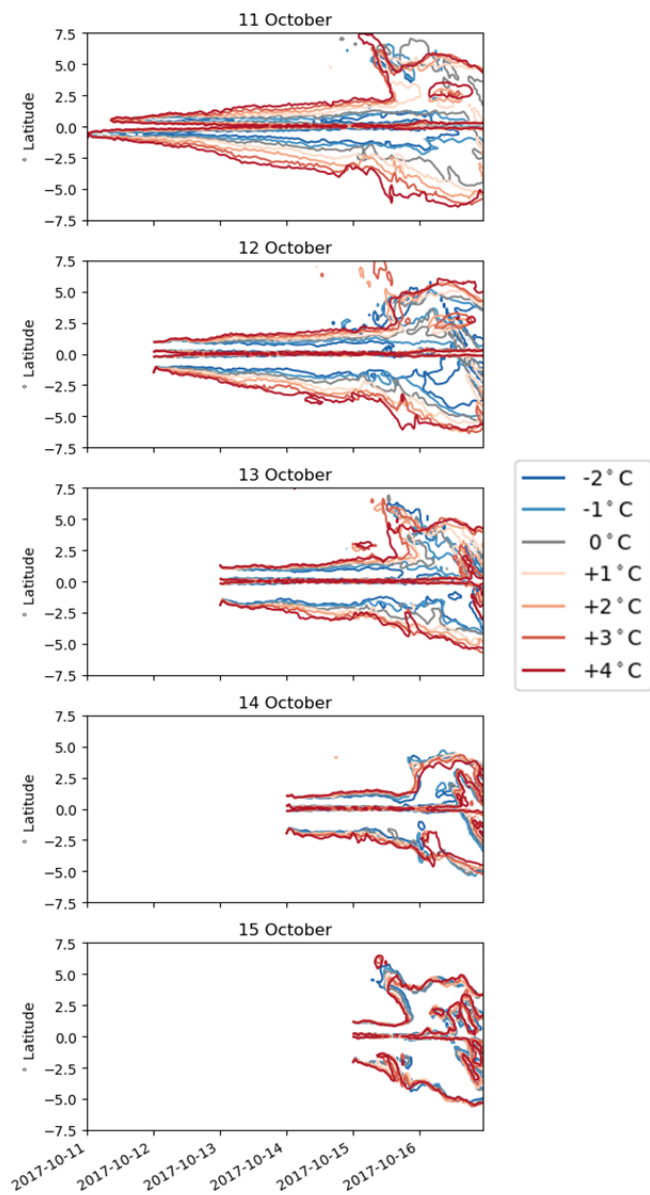 11 October
7.5
5.0
2.5
0.0
−2.5
−5.0
−7.5
° Latitude
12 October
7.5
5.0
2.5
0.0
−2.5
−5.0
−7.5
° Latitude
13 October
7.5
5.0
2.5
0.0
−2.5
−5.0
−7.5
° Latitude
-2°C
-1°C
0°C
+1°C
+2°C
+3°C
+4°C
14 October
7.5
5.0
2.5
0.0
−2.5
−5.0
−7.5
° Latitude
15 October
7.5
5.0
2.5
0.0
−2.5
−5.0
−7.5
° Latitude
2017-10-11
2017-10-12
2017-10-13
2017-10-14
2017-10-15
2017-10-16